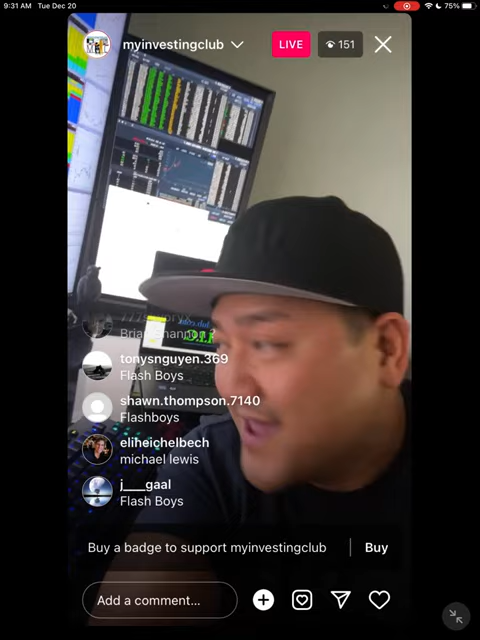 9:31 AM Tue Dec 20
75%
myinvestingclub
LIVE
151
tonysnguyen.369
Flash Boys
shawn.thompson.7140
Flashboys
eliheichelbech
michael lewis
j___gaal
Flash Boys
Buy a badge to support myinvestingclub
Buy
Add a comment...